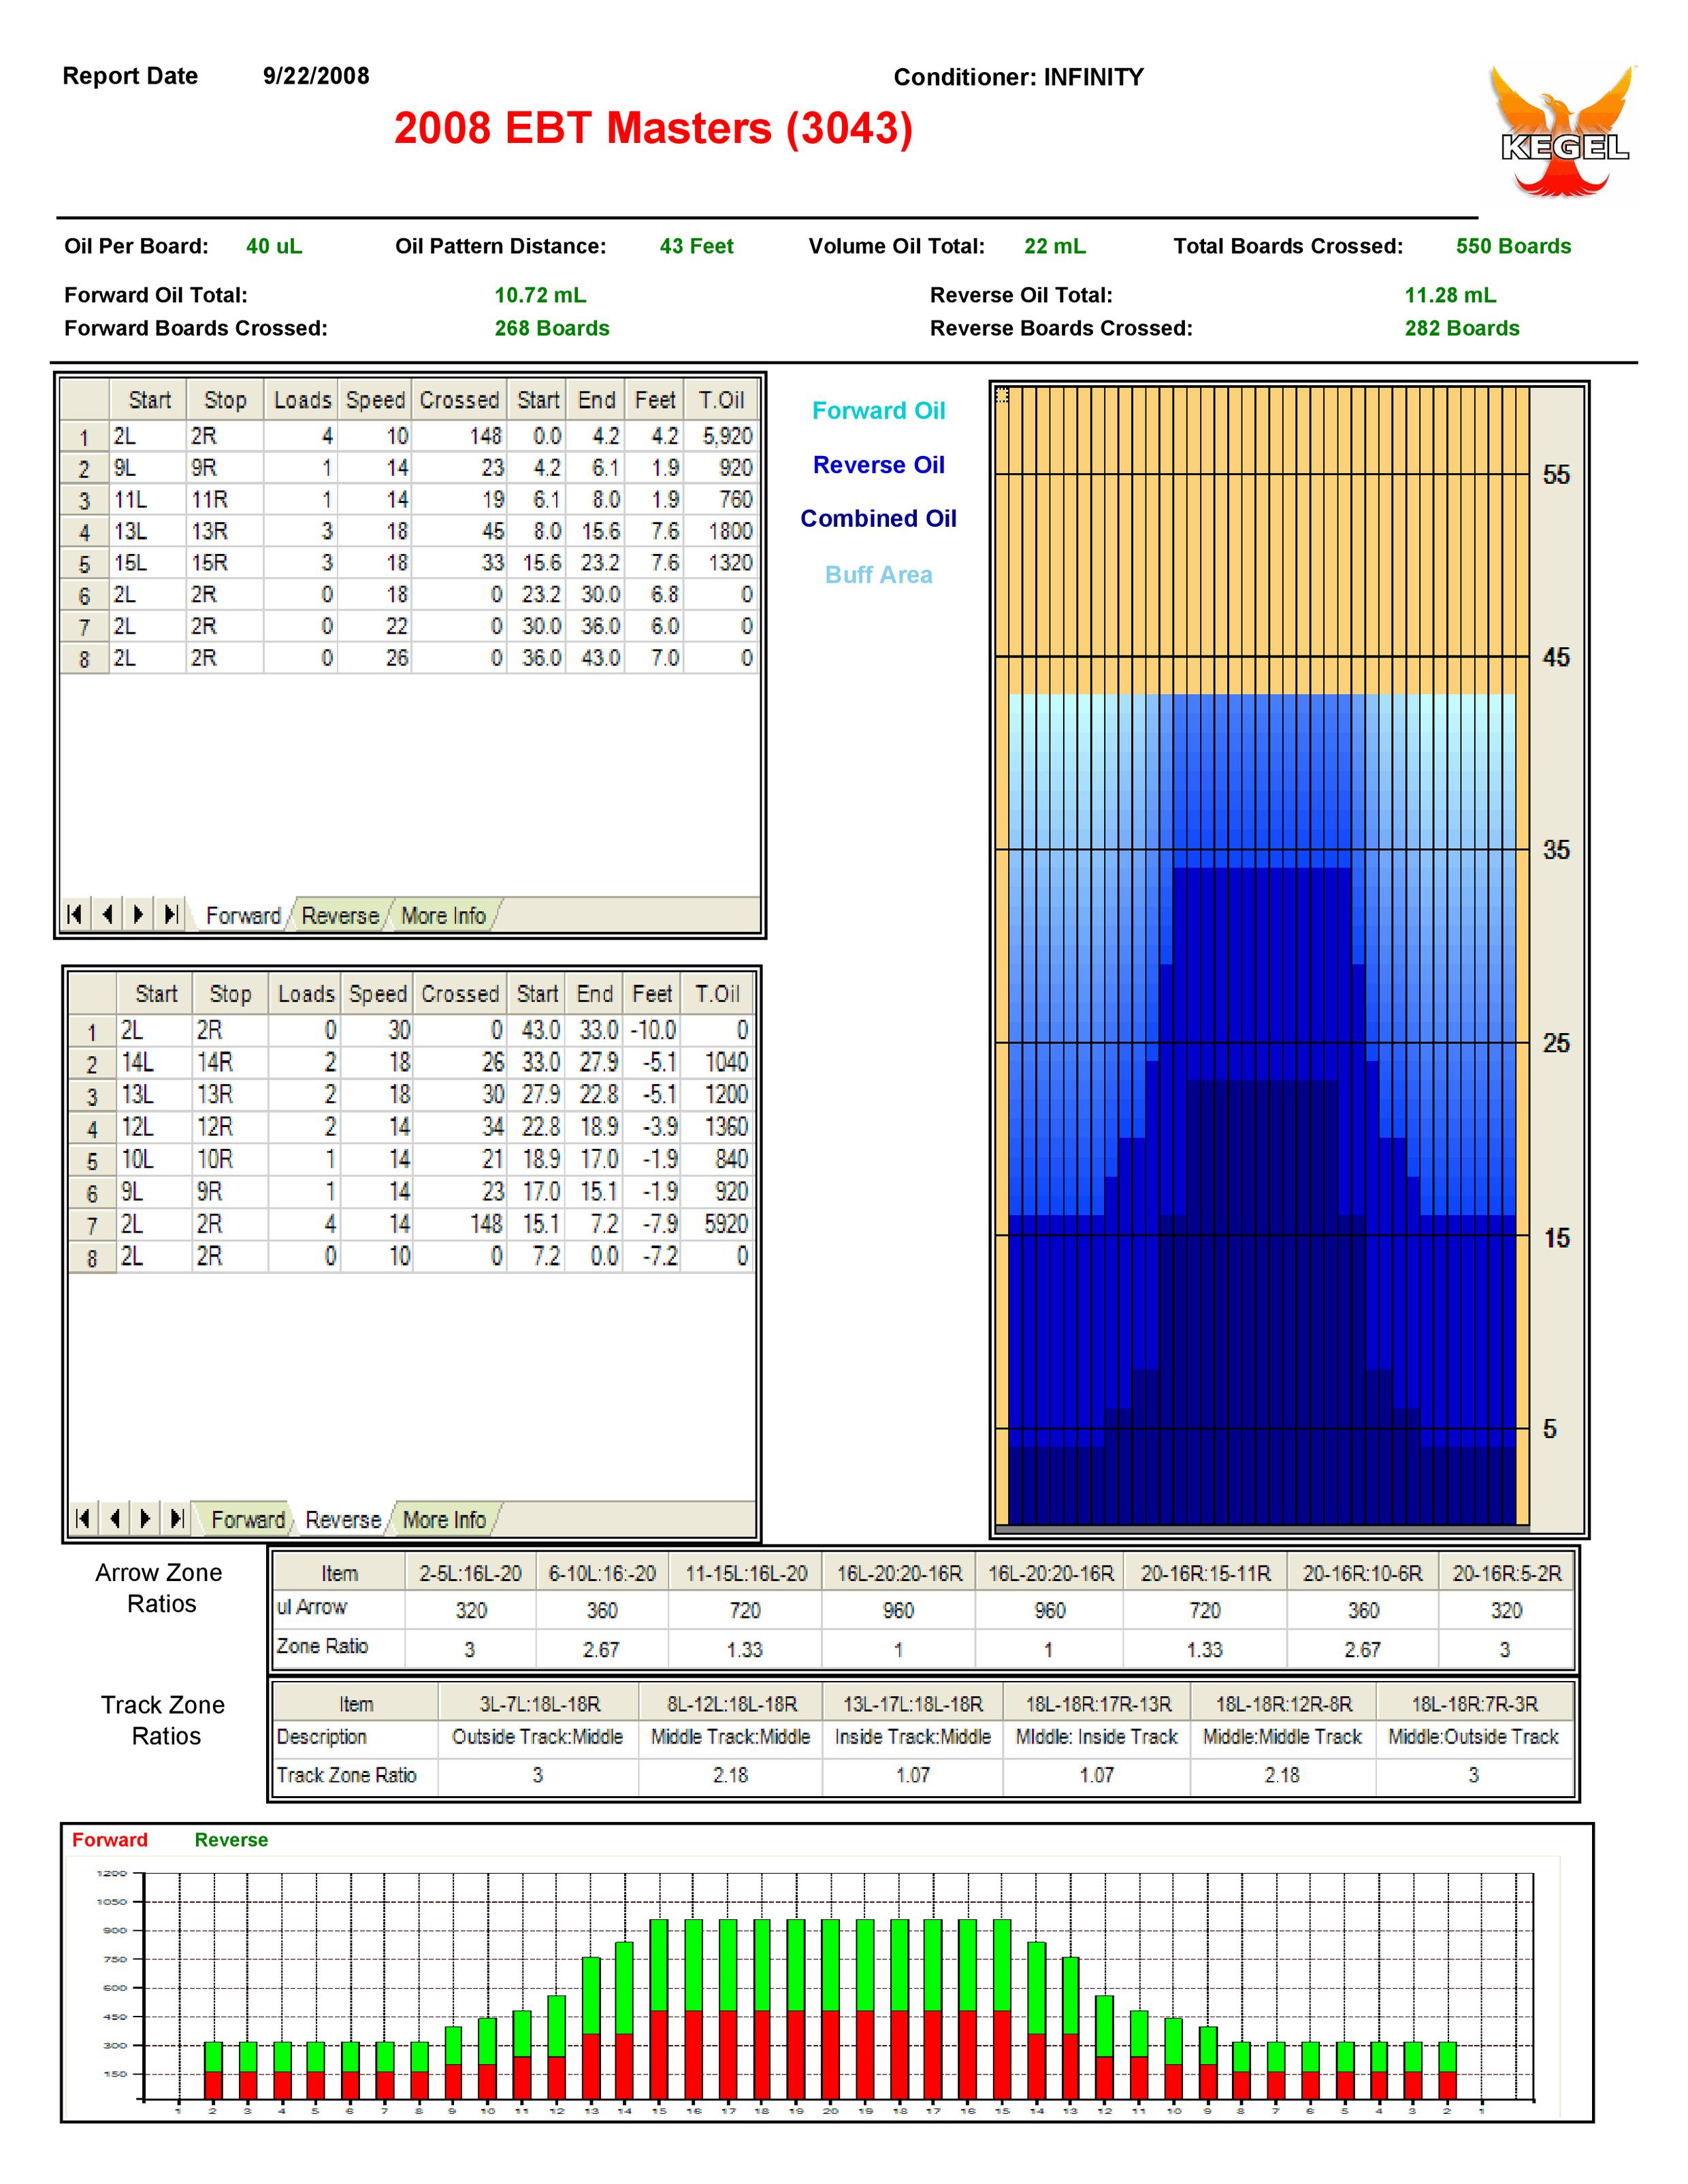 Report Date 9/22/2008 Conditioner: INFINITY
2008 EBT Masters (3043)
KEGEL
Oil Per Board: 40 uL Oil Pattern Distance: 43 Feet Volume Oil Total: 22 mL Total Boards Crossed: 550 Boards
Forward Oil Total: 10.72 mL Reverse Oil Total: 11.28 mL
Forward Boards Crossed: 268 Boards Reverse Boards Crossed: 282 Boards
Start Stop Loads Speed Crossed Start End Feet T.Oil
1 2L 2R 4 10 148 0.0 4.2 4.2 5,920
2 9L 9R 1 14 23 4.2 6.1 1.9 920
3 11L 11R 1 14 19 6.1 8.0 1.9 760
4 13L 13R 3 18 45 8.0 15.6 7.6 1800
5 15L 15R 3 18 33 15.6 23.2 7.6 1320
6 2L 2R 0 18 0 23.2 30.0 6.8 0
7 2L 2R 0 22 0 30.0 36.0 6.0 0
8 2L 2R 0 26 0 36.0 43.0 7.0 0
Forward Reverse More Info
Forward Oil
Reverse Oil
Combined Oil
Buff Area
55
45
35
25
15
5
Start Stop Loads Speed Crossed Start End Feet T.Oil
1 2L 2R 0 30 0 43.0 33.0 -10.0 0
2 14L 14R 2 18 26 33.0 27.9 -5.1 1040
3 13L 13R 2 18 30 27.9 22.8 -5.1 1200
4 12L 12R 2 14 34 22.8 18.9 -3.9 1360
5 10L 10R 1 14 21 18.9 17.0 -1.9 840
6 9L 9R 1 14 23 17.0 15.1 -1.9 920
7 2L 2R 4 14 148 15.1 7.2 -7.9 5920
8 2L 2R 0 10 0 7.2 0.0 -7.2 0
Forward Reverse More Info
Arrow Zone
Ratios
Item 2-5L:16L-20 6-10L:16:-20 11-15L:16L-20 16L-20:20-16R 16L-20:20-16R 20-16R:15-11R 20-16R:10-6R 20-16R:5-2R
ul Arrow 320 360 720 960 960 720 360 320
Zone Ratio 3 2.67 1.33 1 1 1.33 2.67 3
Track Zone
Ratios
Item 3L-7L:18L-18R 8L-12L:18L-18R 13L-17L:18L-18R 18L-18R:17R-13R 18L-18R:12R-8R 18L-18R:7R-3R
Description Outside Track:Middle Middle Track:Middle Inside Track:Middle MIddle: Inside Track Middle:Middle Track Middle:Outside Track
Track Zone Ratio 3 2.18 1.07 1.07 2.18 3
Forward Reverse
1200
1050
900
750
600
450
300
150
1 2 3 4 5 6 7 8 9 10 11 12 13 14 15 16 17 18 19 20 19 18 17 16 15 14 13 12 11 10 9 8 7 6 5 4 3 2 1